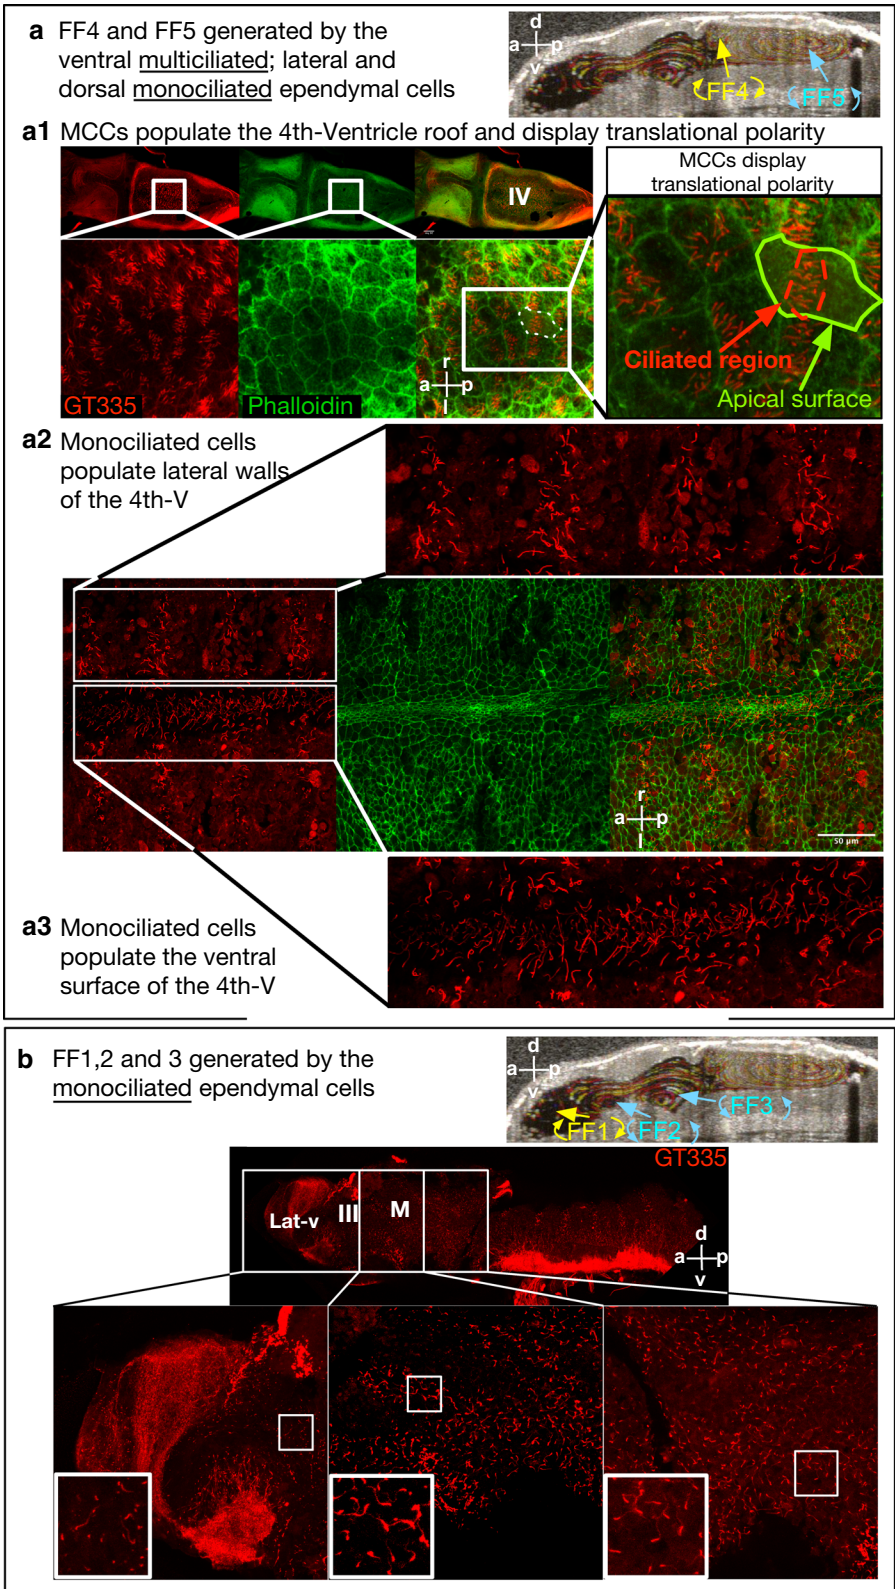 a FF4 and FF5 generated by the
ventral multiciliated; lateral and
dorsal monociliated ependymal cells
d
a p
v
FF4
FF5
a1 MCCs populate the 4th-Ventricle roof and display translational polarity
IV
MCCs display
translational polarity
GT335
Phalloidin
r
a p
l
Ciliated region
Apical surface
a2 Monociliated cells
populate lateral walls
of the 4th-V
r
a p
l
50 µm
a3 Monociliated cells
populate the ventral
surface of the 4th-V
b FF1,2 and 3 generated by the
monociliated ependymal cells
d
a p
v
FF1
FF2
FF3
GT335
Lat-v
III
M
d
a p
v